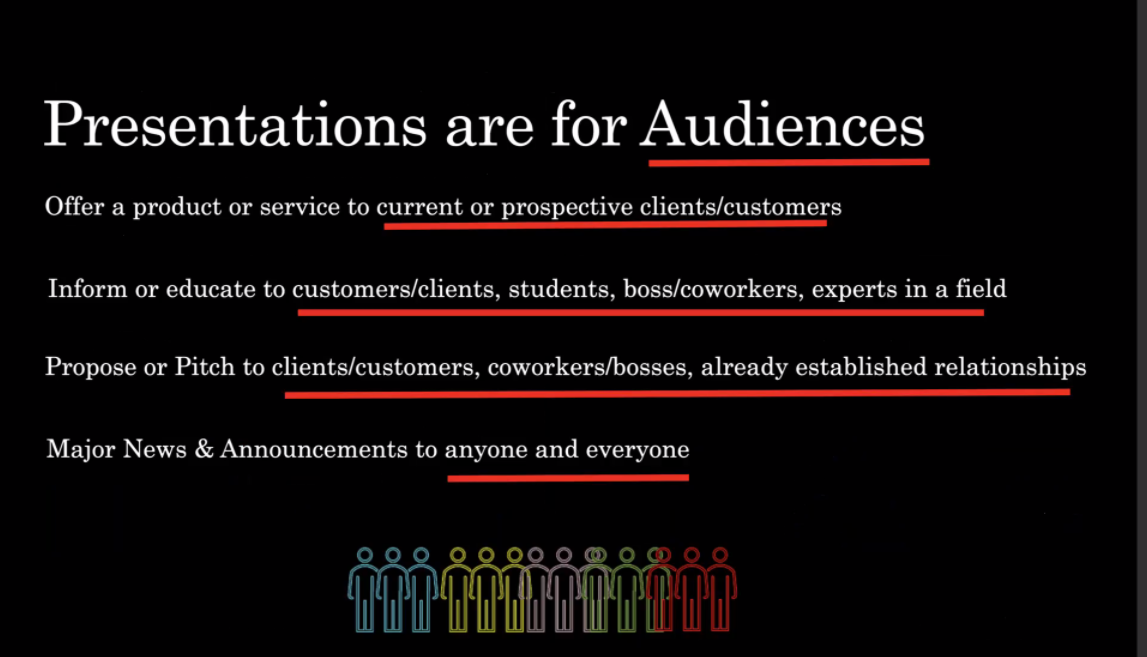 Presentations are for Audiences
Offer a product or service to current or prospective clients/customers
Inform or educate to customers/clients, students, boss/coworkers, experts in a field
Propose or Pitch to clients/customers, coworkers/bosses, already established relationships
Major News & Announcements to anyone and everyone